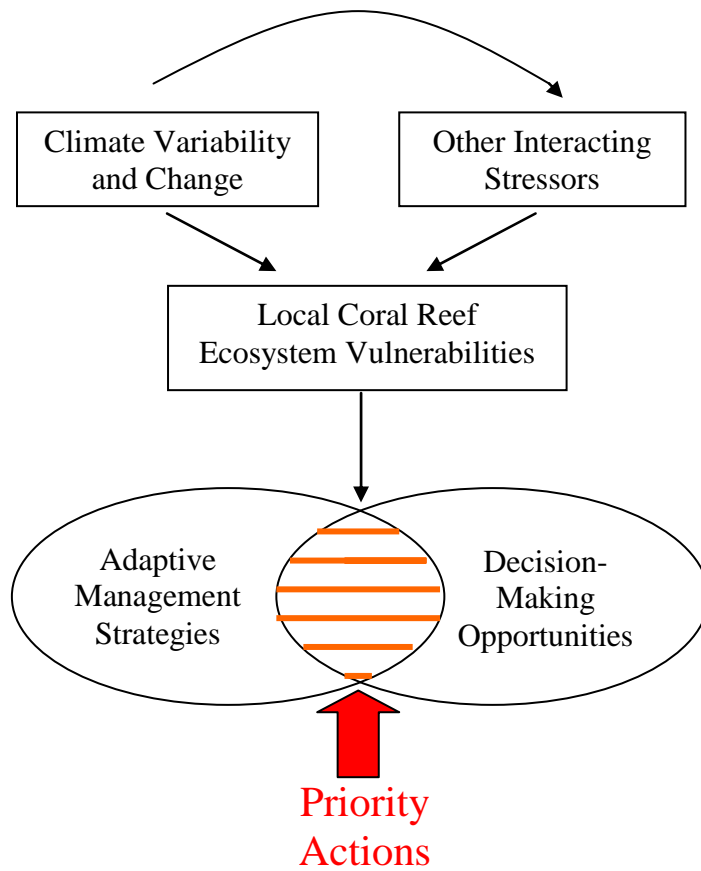 Climate Variability
and Change
Other Interacting
Stressors
Local Coral Reef
Ecosystem Vulnerabilities
Adaptive
Management
Strategies
Decision-
Making
Opportunities
Priority
Actions